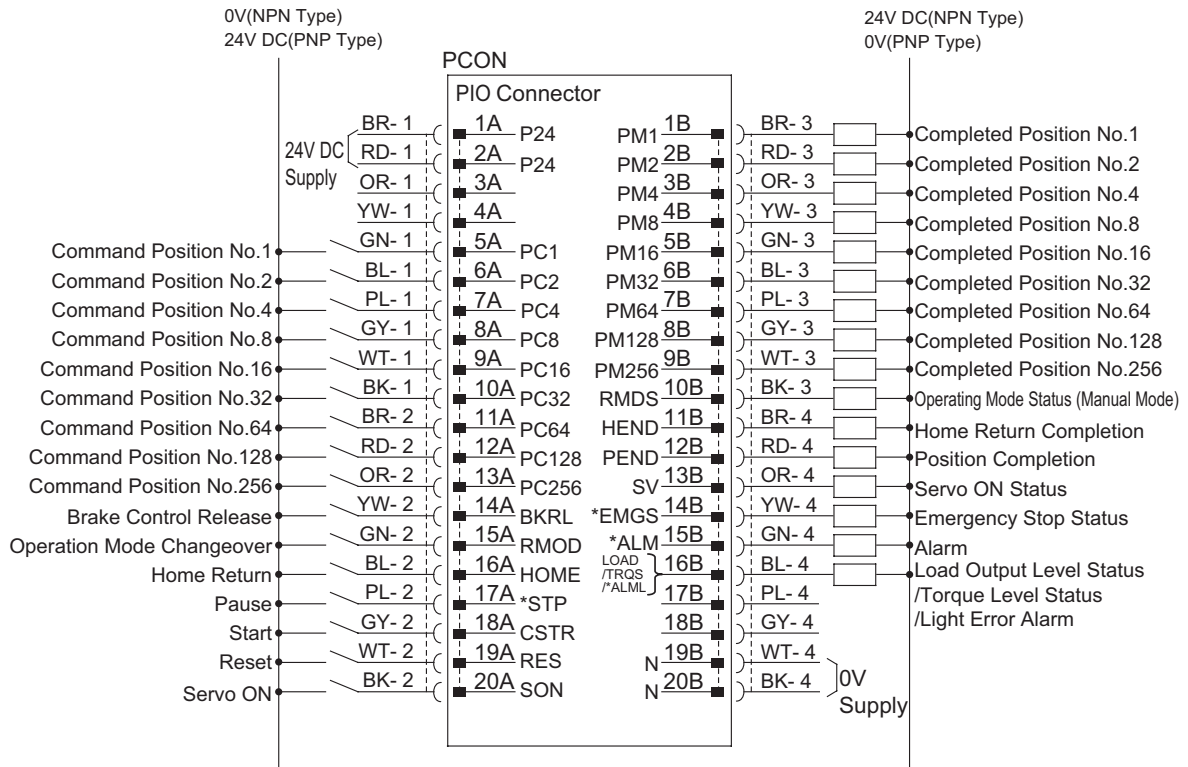 0V(NPN Type)
24V DC(PNP Type)
24V DC(NPN Type)
0V(PNP Type)
PCON
PIO Connector
24V DC
Supply
BR- 1 1A P24 PM1 1B BR- 3 Completed Position No.1
RD- 1 2A P24 PM2 2B RD- 3 Completed Position No.2
OR- 1 3A PM4 3B OR- 3 Completed Position No.4
YW- 1 4A PM8 4B YW- 3 Completed Position No.8
Command Position No.1 GN- 1 5A PC1 PM16 5B GN- 3 Completed Position No.16
Command Position No.2 BL- 1 6A PC2 PM32 6B BL- 3 Completed Position No.32
Command Position No.4 PL- 1 7A PC4 PM64 7B PL- 3 Completed Position No.64
Command Position No.8 GY- 1 8A PC8 PM128 8B GY- 3 Completed Position No.128
Command Position No.16 WT- 1 9A PC16 PM256 9B WT- 3 Completed Position No.256
Command Position No.32 BK- 1 10A PC32 RMDS 10B BK- 3 Operating Mode Status (Manual Mode)
Command Position No.64 BR- 2 11A PC64 HEND 11B BR- 4 Home Return Completion
Command Position No.128 RD- 2 12A PC128 PEND 12B RD- 4 Position Completion
Command Position No.256 OR- 2 13A PC256 SV 13B OR- 4 Servo ON Status
Brake Control Release YW- 2 14A BKRL *EMGS 14B YW- 4 Emergency Stop Status
Operation Mode Changeover GN- 2 15A RMOD *ALM 15B GN- 4 Alarm
Home Return BL- 2 16A HOME LOAD /TRQS /*ALML 16B BL- 4 Load Output Level Status
/Torque Level Status
/Light Error Alarm
Pause PL- 2 17A *STP 17B PL- 4
Start GY- 2 18A CSTR 18B GY- 4
Reset WT- 2 19A RES N 19B WT- 4
Servo ON BK- 2 20A SON N 20B BK- 4
0V
Supply